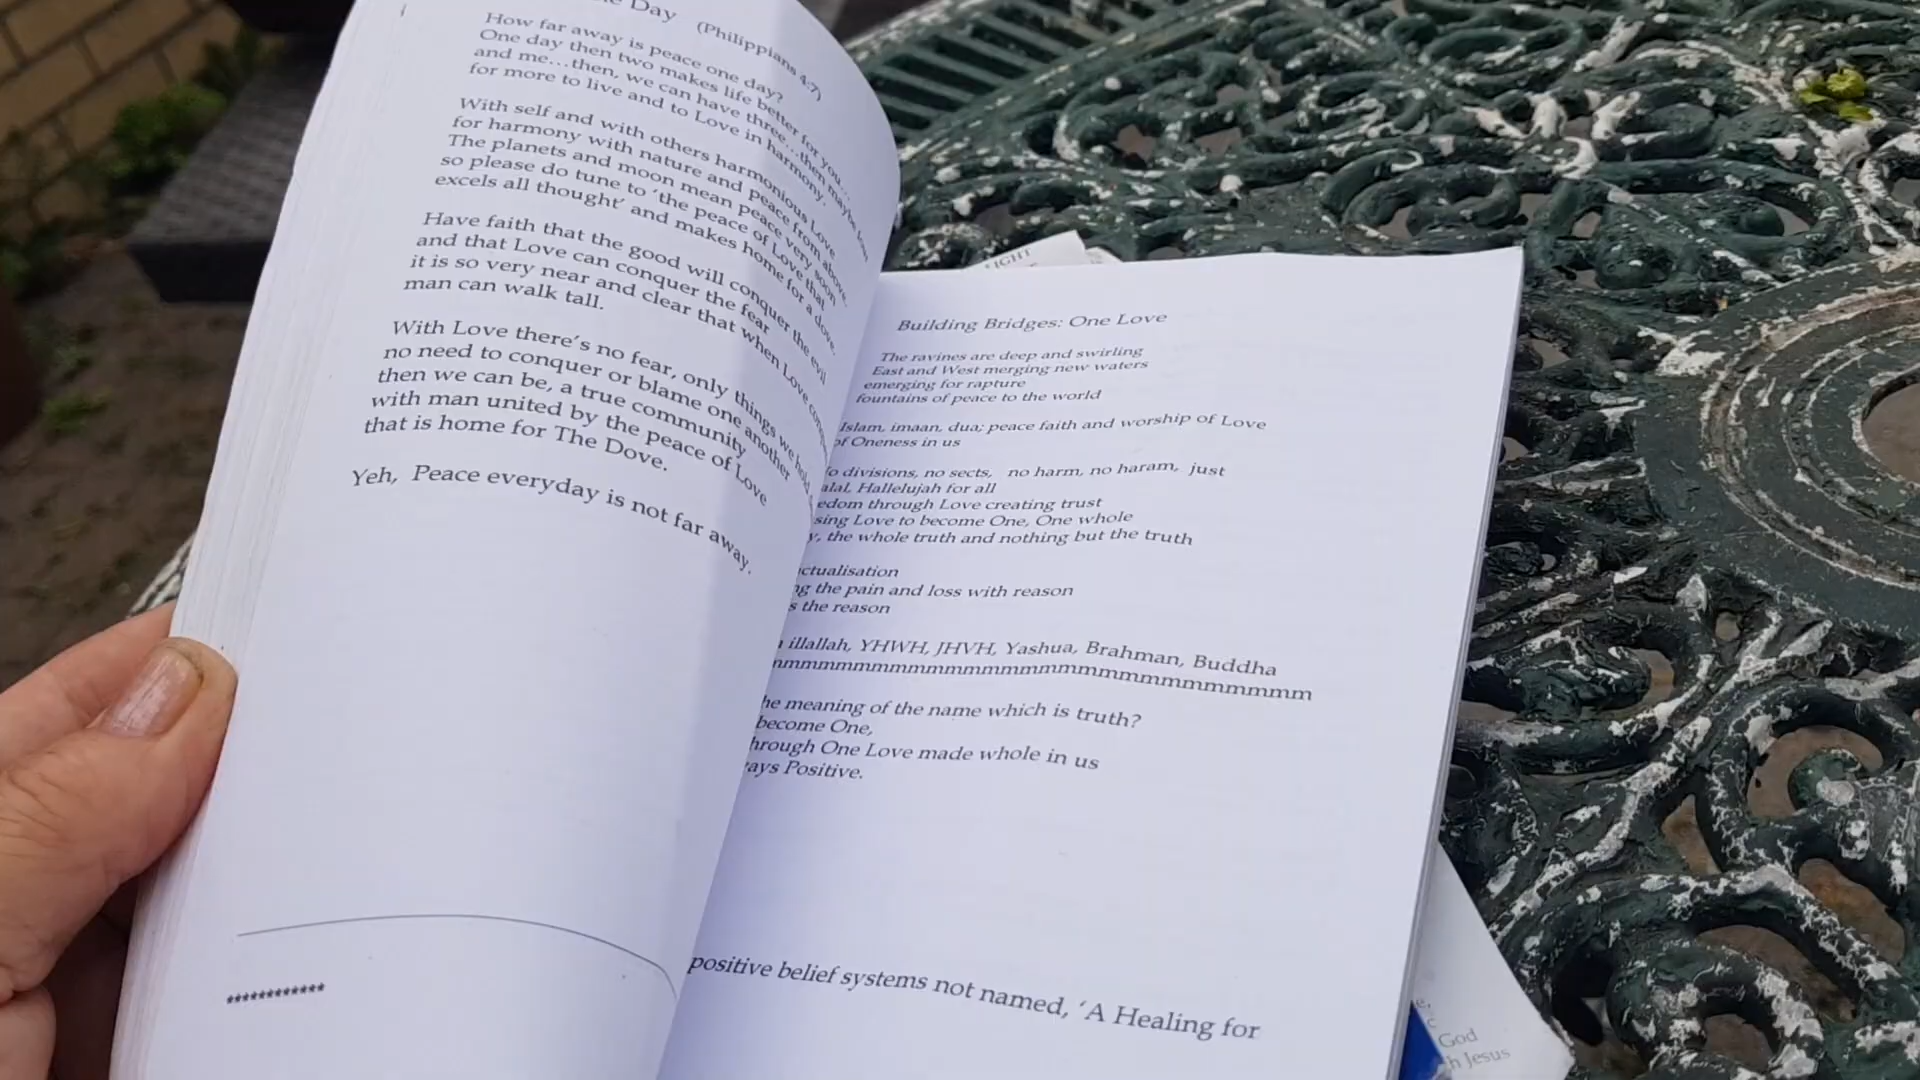 Day (Philippians 4:7)
How far away is peace one day?
One day then two makes life better for you...
and me...then, we can have three...then maybe four
for more to live and to Love in harmony.
With self and with others harmonious Love
for harmony with nature and peace from above.
The planets and moon mean peace very soon
so please do tune to 'the peace of Love that
excels all thought' and makes home for a dove.
Have faith that the good will conquer the evil
and that Love can conquer the fear
it is so very near and clear that when Love
man can walk tall.
With Love there's no fear, only things we hold
no need to conquer or blame one another
then we can be, a true community
with man united by the peace of Love
that is home for The Dove.
Yeh, Peace everyday is not far away.
************
LIGHT
Building Bridges: One Love
The ravines are deep and swirling
East and West merging new waters
emerging for rapture
fountains of peace to the world
Islam, imaan, dua; peace faith and worship of Love
of Oneness in us
divisions, no sects, no harm, no haram, just
Hallelujah for all
through Love creating trust
Love to become One, One whole
the whole truth and nothing but the truth
the pain and loss with reason
the reason
illallah, YHWH, JHVH, Yashua, Brahman, Buddha
mmmmmmmmmmmmmmmmmmmmmmmmmmmmm
meaning of the name which is truth?
become One,
One Love made whole in us
Positive.
positive belief systems not named, 'A Healing for
God
Jesus